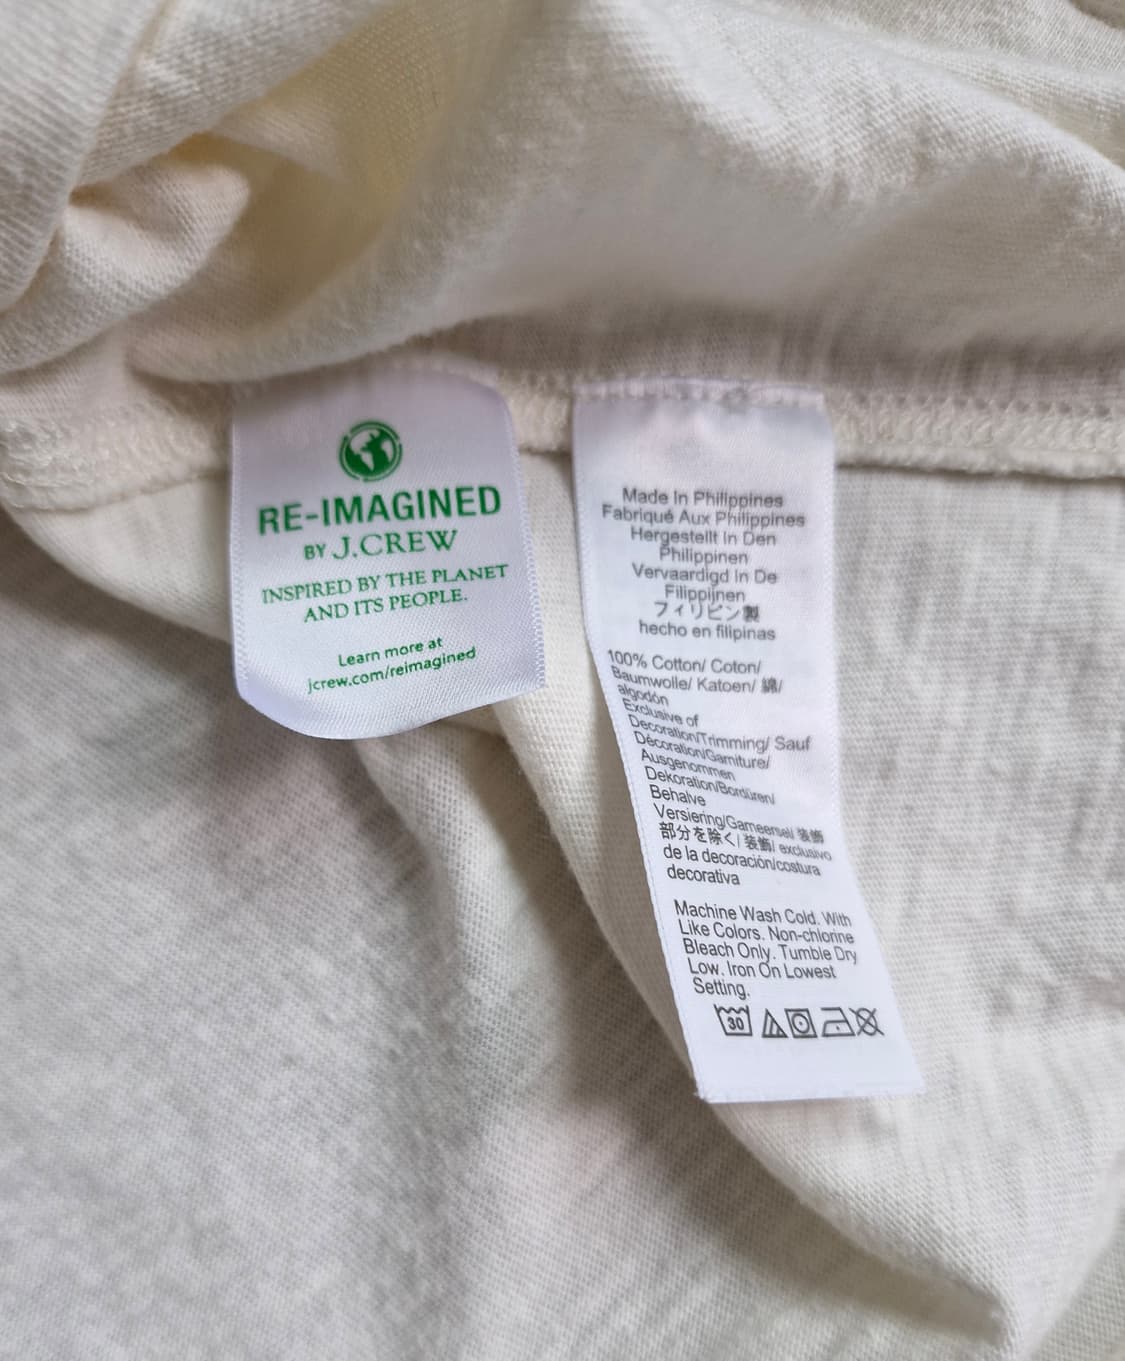 RE-IMAGINED
BY J.CREW
INSPIRED BY THE PLANET
AND ITS PEOPLE.
Learn more at
jcrew.com/reimagined
Made In Philippines
Fabriqué Aux Philippines
Hergestellt In Den
Philippinen
Vervaardigd In De
Filippijnen
フィリピン製
hecho en filipinas
100% Cotton/ Coton/
Baumwolle/ Katoen/ 綿/
algodón
Exclusive of
Decoration/Trimming/ Sauf
Décoration/Garniture/
Ausgenommen
Dekoration/Bordüren/
Behalve
Versiering/Garneersel/ 装飾
部分を除く/ 装飾/ exclusivo
de la decoración/costura
decorativa
Machine Wash Cold. With
Like Colors. Non-chlorine
Bleach Only. Tumble Dry
Low. Iron On Lowest
Setting.
30